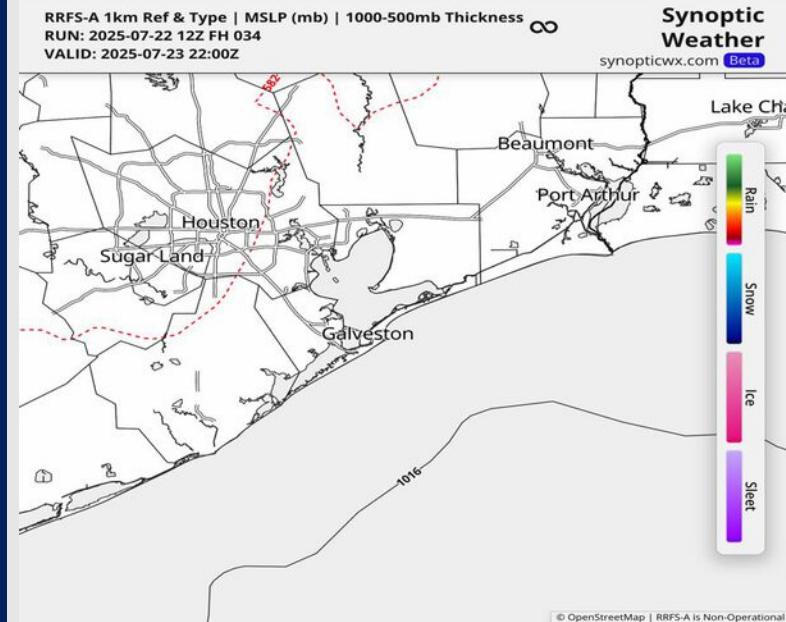 RRFS-A 1km Ref & Type | MSLP (mb) | 1000-500mb Thickness
RUN: 2025-07-22 12Z FH 034
VALID: 2025-07-23 22:00Z
Synoptic
Weather
synopticwx.com Beta
582
Lake Cha
Beaumont
Port Arthur
Houston
Sugar Land
Galveston
1016
Rain
Snow
Ice
Sleet
© OpenStreetMap | RRFS-A is Non-Operational